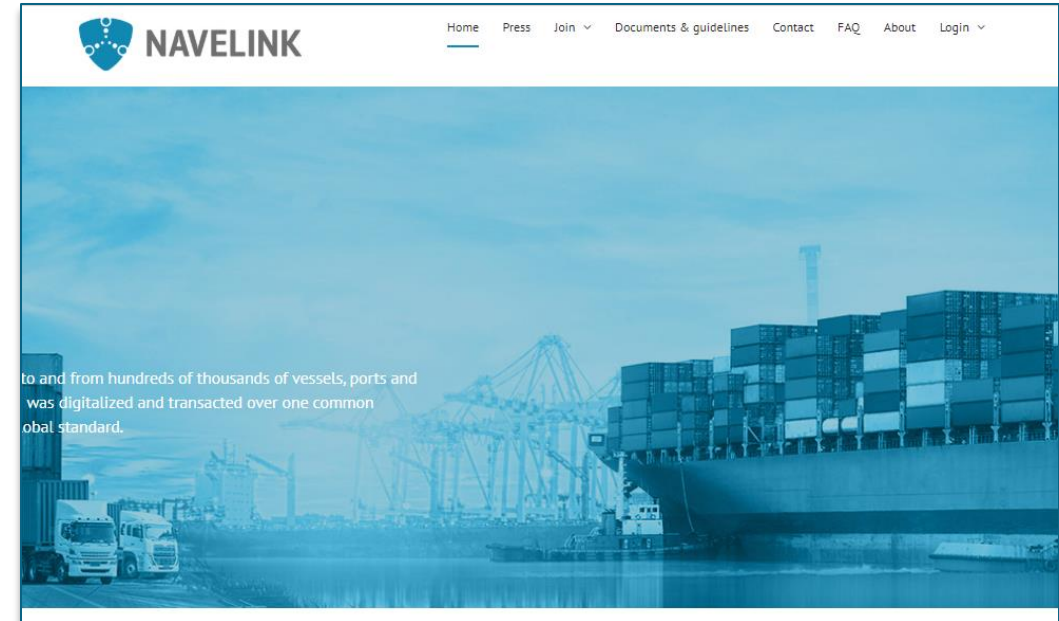 NAVELINK
Home Press Join Documents & guidelines Contact FAQ About Login
to and from hundreds of thousands of vessels, ports and
was digitalized and transacted over one common
obal standard.